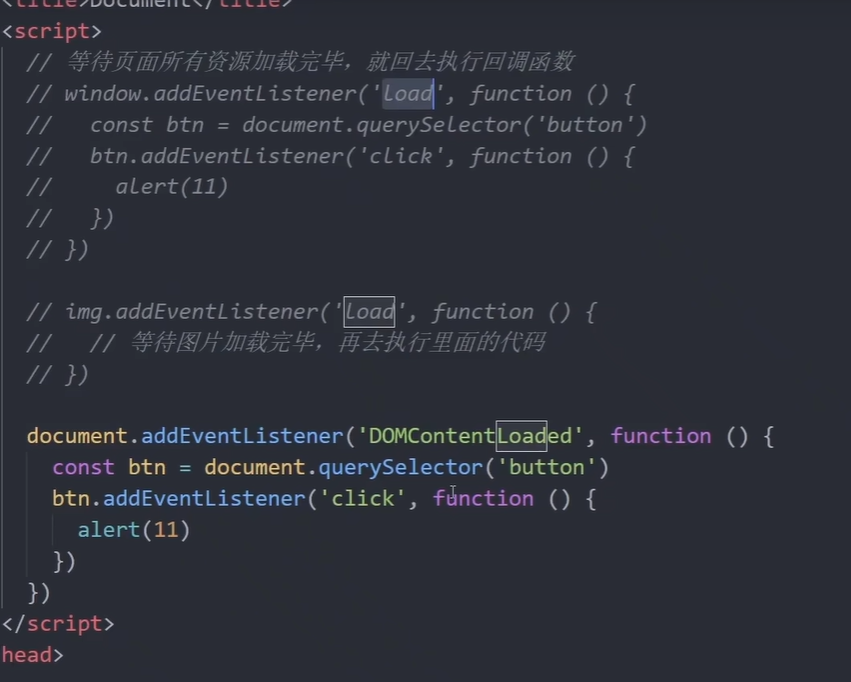 <title>Document</title>
<script>
// 等待页面所有资源加载完毕，就回去执行回调函数
// window.addEventListener('load', function () {
//   const btn = document.querySelector('button')
//   btn.addEventListener('click', function () {
//     alert(11)
//   })
// })
// img.addEventListener('load', function () {
//   // 等待图片加载完毕，再去执行里面的代码
// })
document.addEventListener('DOMContentLoaded', function () {
  const btn = document.querySelector('button')
  btn.addEventListener('click', function () {
    alert(11)
  })
})
</script>
head>